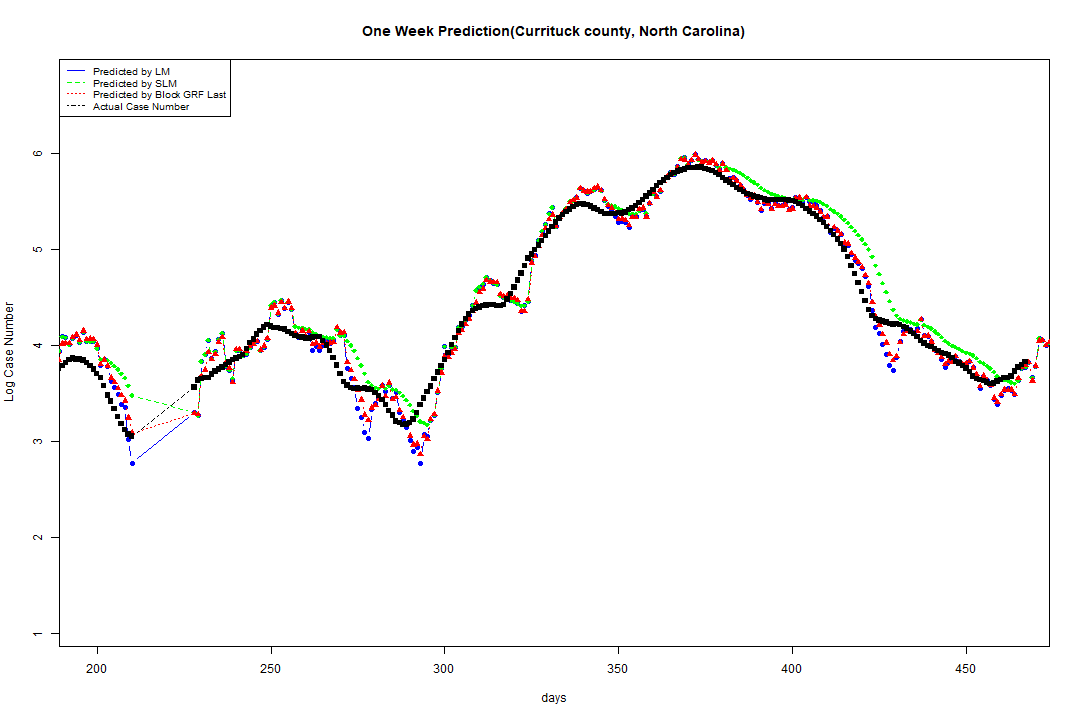 One Week Prediction(Currituck county, North Carolina)
Predicted by LM
Predicted by SLM
Predicted by Block GRF Last
Actual Case Number
Log Case Number
6
5
4
3
2
1
200 250 300 350 400 450
days